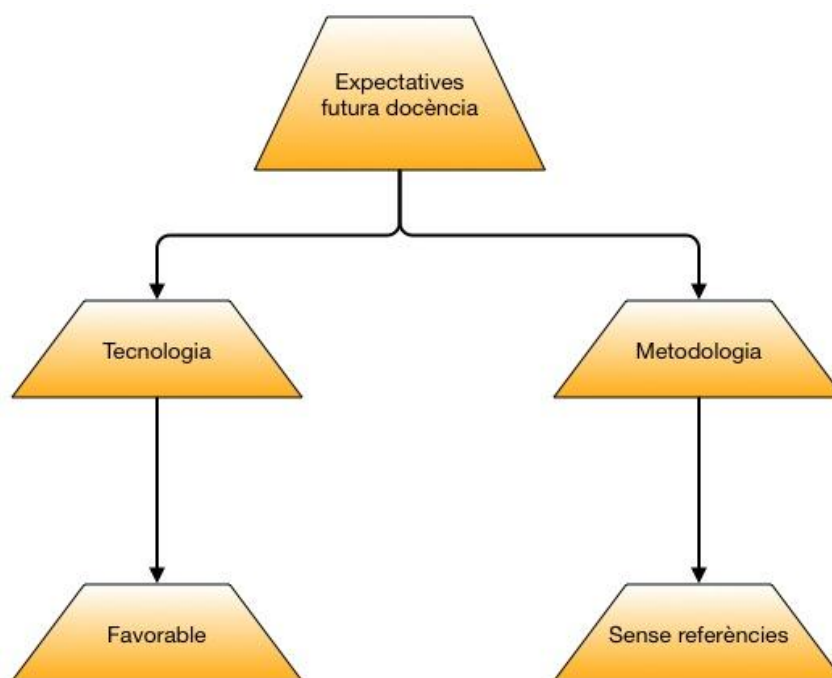 Expectatives
futura docència
Tecnologia
Metodologia
Favorable
Sense referències